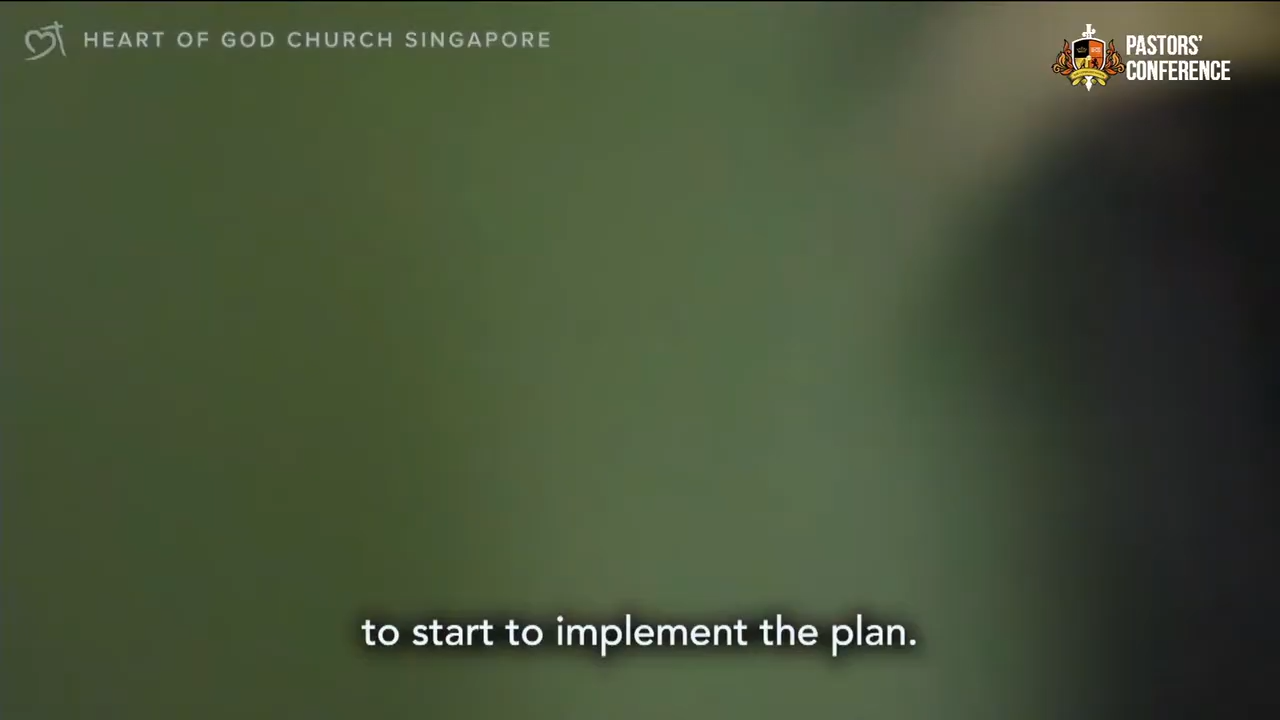 HEART OF GOD CHURCH SINGAPORE
PASTORS'
CONFERENCE
to start to implement the plan.